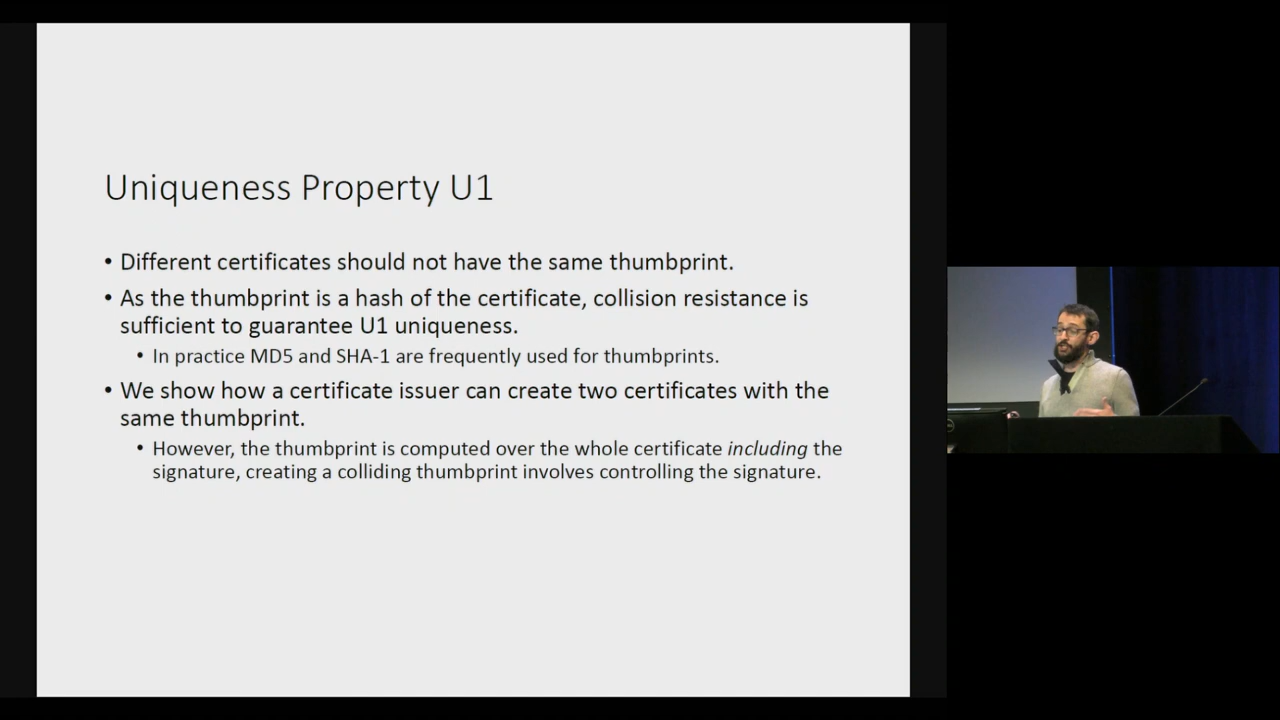 Uniqueness Property U1
• Different certificates should not have the same thumbprint.
• As the thumbprint is a hash of the certificate, collision resistance is
sufficient to guarantee U1 uniqueness.
• In practice MD5 and SHA-1 are frequently used for thumbprints.
• We show how a certificate issuer can create two certificates with the
same thumbprint.
• However, the thumbprint is computed over the whole certificate including the
signature, creating a colliding thumbprint involves controlling the signature.